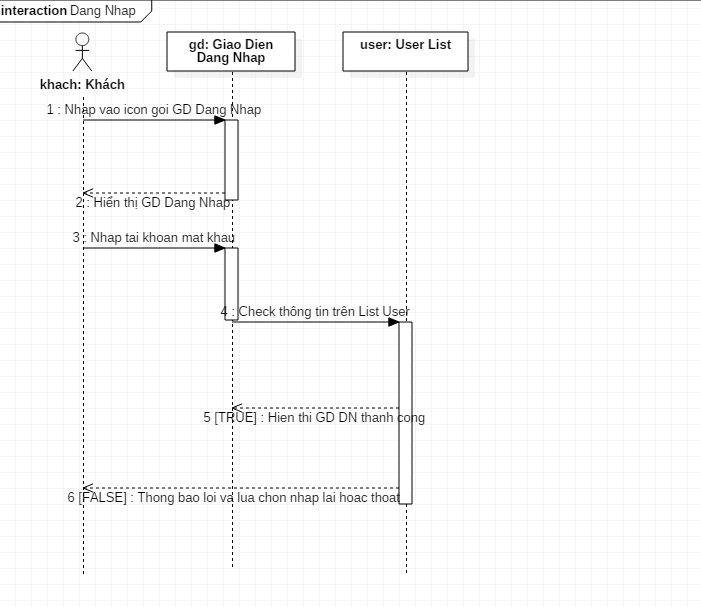 interaction Dang Nhap
gd: Giao Dien
Dang Nhap
user: User List
khach: Khách
1 : Nhap vao icon goi GD Dang Nhap
2 : Hiển thị GD Dang Nhap
3 : Nhap tai khoan mat khau
4 : Check thông tin trên List User
5 [TRUE] : Hien thi GD DN thanh cong
6 [FALSE] : Thong bao loi va lua chon nhap lai hoac thoat